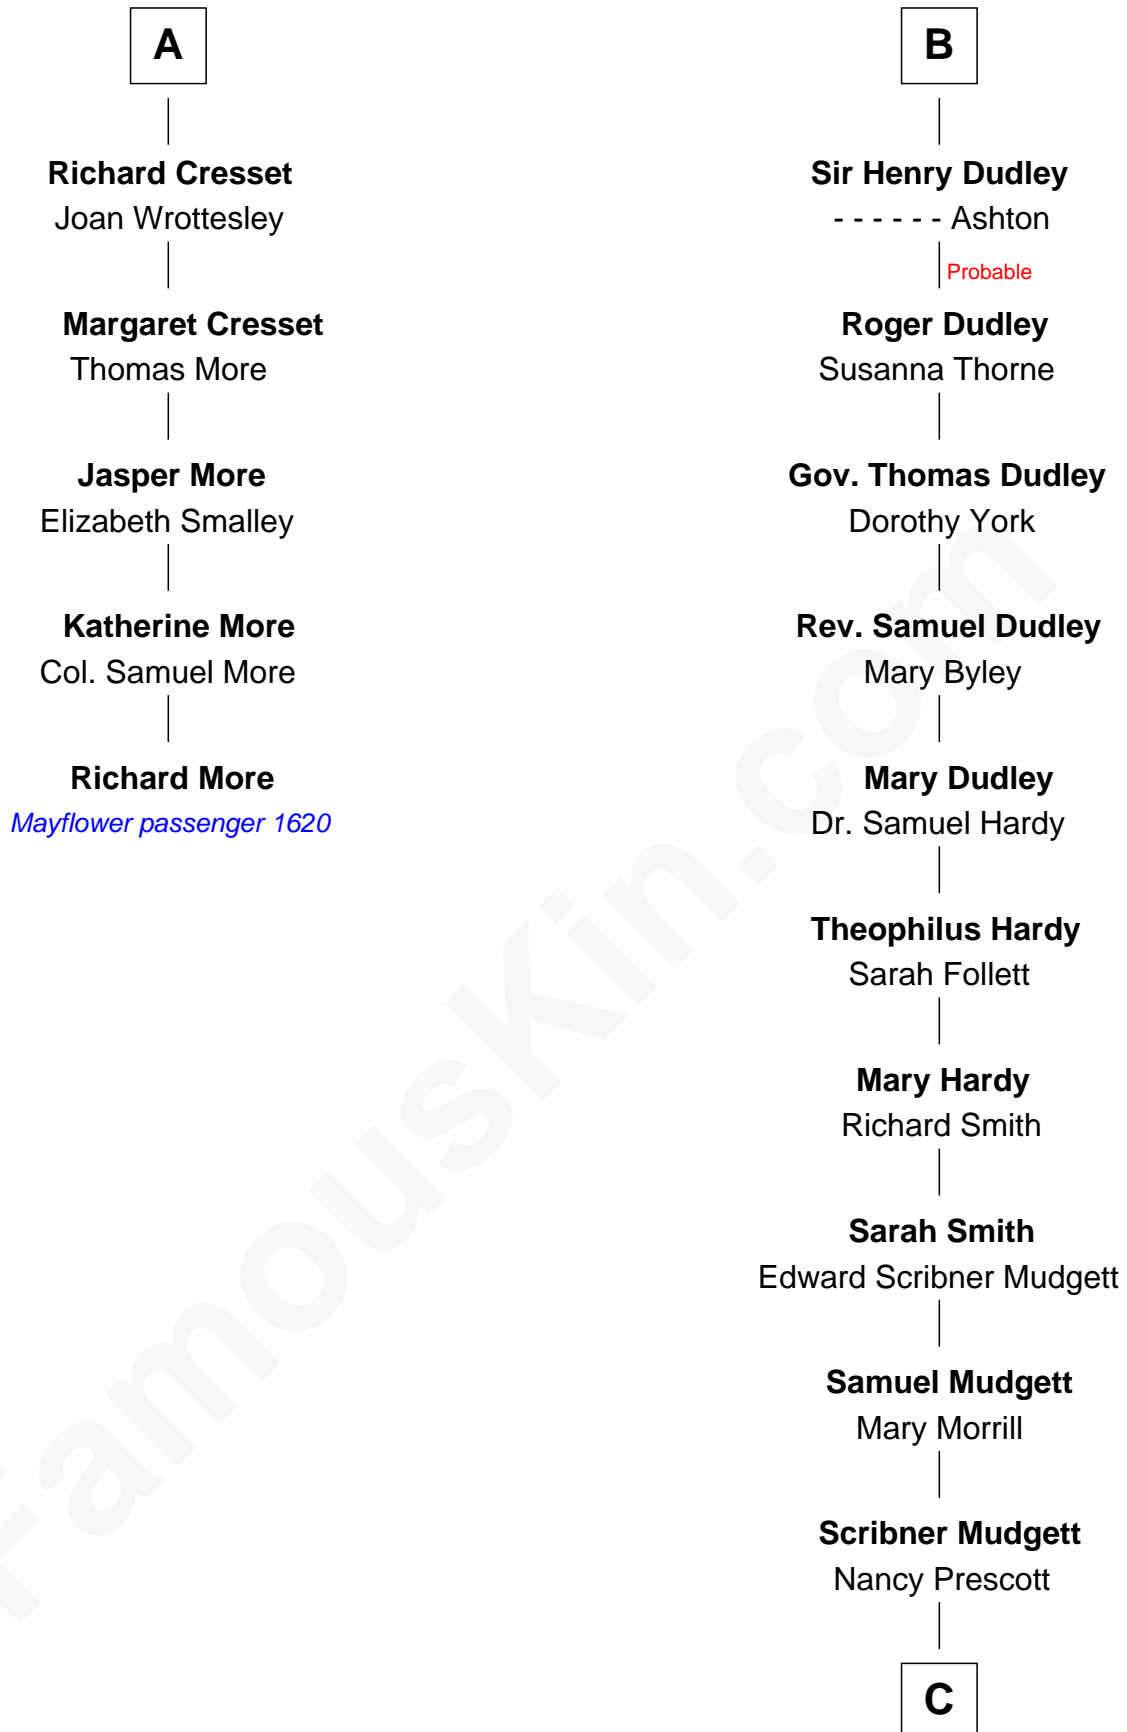 A
Richard Cresset
Joan Wrottesley
Margaret Cresset
Thomas More
Jasper More
Elizabeth Smalley
Katherine More
Col. Samuel More
Richard More
Mayflower passenger 1620
B
Sir Henry Dudley
- - - - - - Ashton
Probable
Roger Dudley
Susanna Thorne
Gov. Thomas Dudley
Dorothy York
Rev. Samuel Dudley
Mary Byley
Mary Dudley
Dr. Samuel Hardy
Theophilus Hardy
Sarah Follett
Mary Hardy
Richard Smith
Sarah Smith
Edward Scribner Mudgett
Samuel Mudgett
Mary Morrill
Scribner Mudgett
Nancy Prescott
C
FamousKin.com